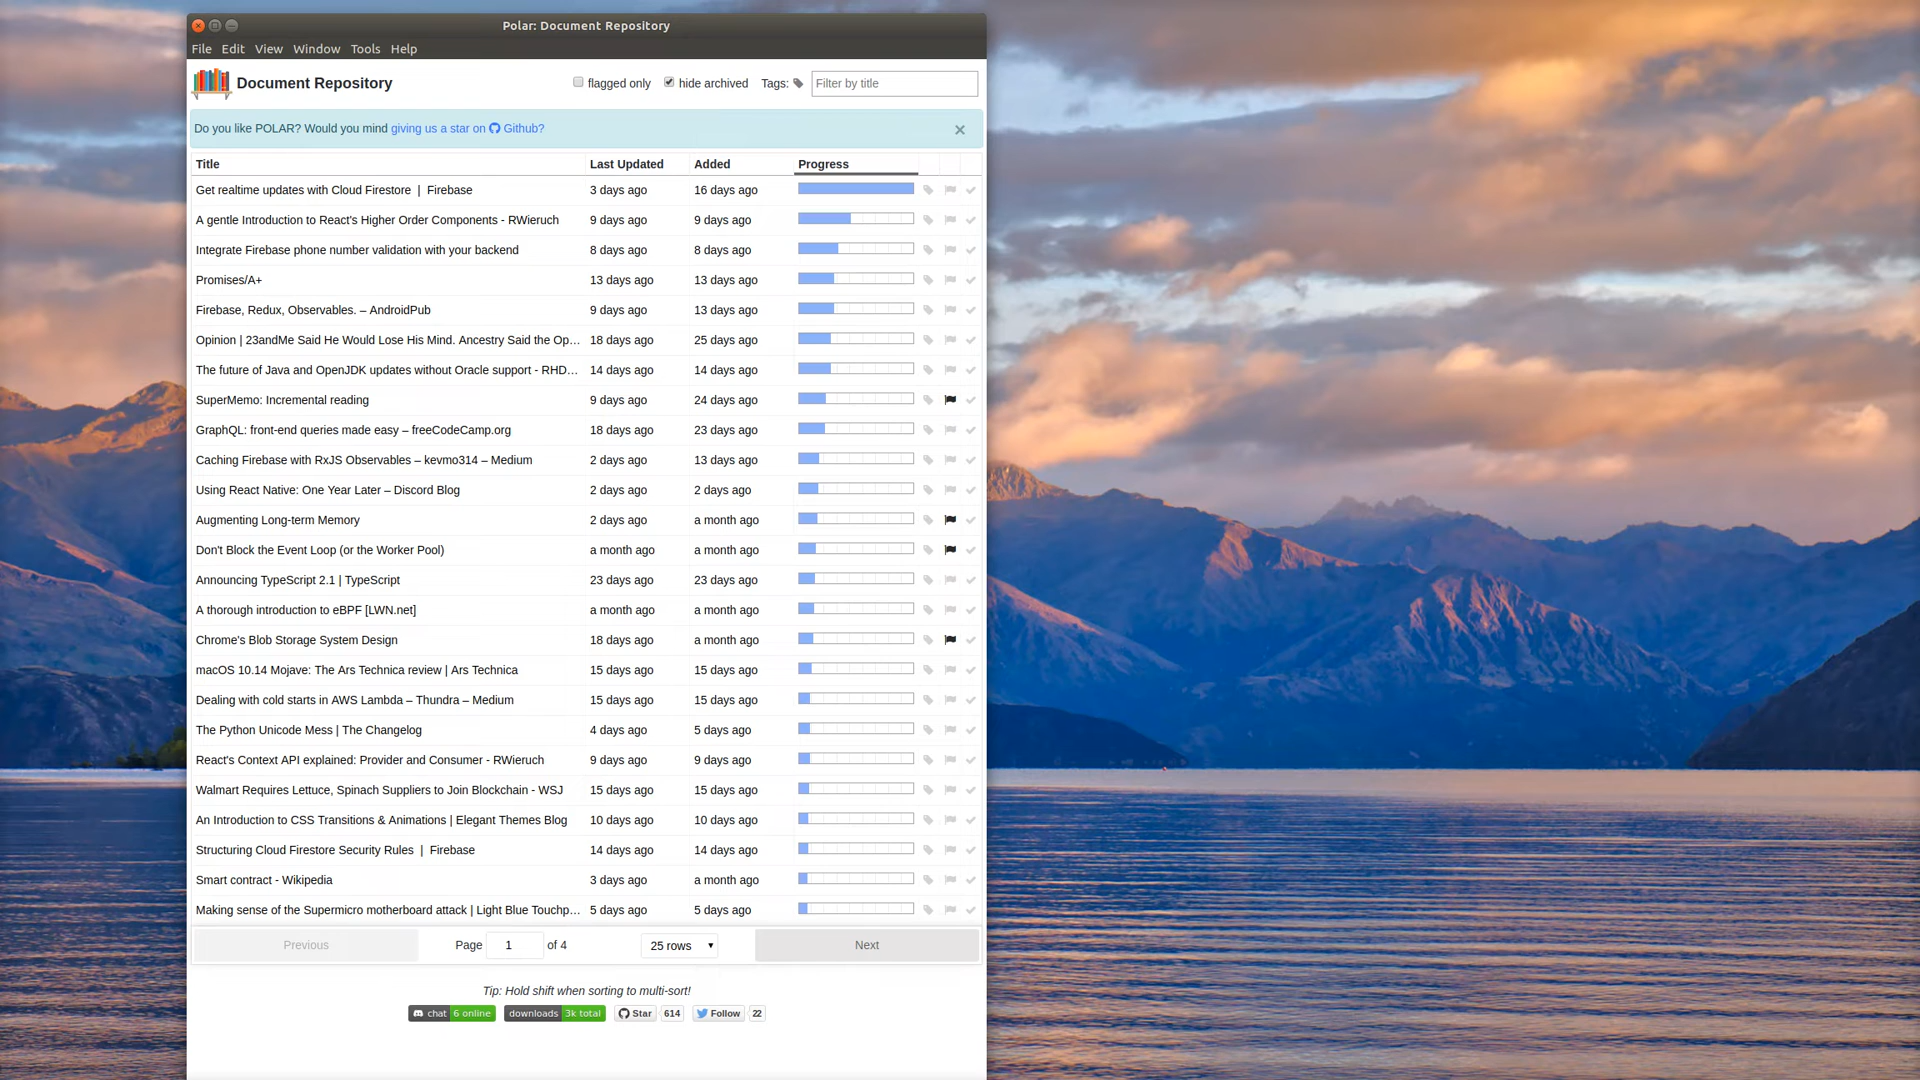 Polar: Document Repository
File Edit View Window Tools Help
Document Repository flagged only hide archived Tags: Filter by title
Do you like POLAR? Would you mind giving us a star on Github? ×
Title Last Updated Added Progress
Get realtime updates with Cloud Firestore | Firebase 3 days ago 16 days ago
A gentle Introduction to React's Higher Order Components - RWieruch 9 days ago 9 days ago
Integrate Firebase phone number validation with your backend 8 days ago 8 days ago
Promises/A+ 13 days ago 13 days ago
Firebase, Redux, Observables. – AndroidPub 9 days ago 13 days ago
Opinion | 23andMe Said He Would Lose His Mind. Ancestry Said the Op... 18 days ago 25 days ago
The future of Java and OpenJDK updates without Oracle support - RHD... 14 days ago 14 days ago
SuperMemo: Incremental reading 9 days ago 24 days ago
GraphQL: front-end queries made easy – freeCodeCamp.org 18 days ago 23 days ago
Caching Firebase with RxJS Observables – kevmo314 – Medium 2 days ago 13 days ago
Using React Native: One Year Later – Discord Blog 2 days ago 2 days ago
Augmenting Long-term Memory 2 days ago a month ago
Don't Block the Event Loop (or the Worker Pool) a month ago a month ago
Announcing TypeScript 2.1 | TypeScript 23 days ago 23 days ago
A thorough introduction to eBPF [LWN.net] a month ago a month ago
Chrome's Blob Storage System Design 18 days ago a month ago
macOS 10.14 Mojave: The Ars Technica review | Ars Technica 15 days ago 15 days ago
Dealing with cold starts in AWS Lambda – Thundra – Medium 15 days ago 15 days ago
The Python Unicode Mess | The Changelog 4 days ago 5 days ago
React's Context API explained: Provider and Consumer - RWieruch 9 days ago 9 days ago
Walmart Requires Lettuce, Spinach Suppliers to Join Blockchain - WSJ 15 days ago 15 days ago
An Introduction to CSS Transitions & Animations | Elegant Themes Blog 10 days ago 10 days ago
Structuring Cloud Firestore Security Rules | Firebase 14 days ago 14 days ago
Smart contract - Wikipedia 3 days ago a month ago
Making sense of the Supermicro motherboard attack | Light Blue Touchp... 5 days ago 5 days ago
Previous Page 1 of 4 25 rows Next
Tip: Hold shift when sorting to multi-sort!
chat 6 online downloads 3k total Star 614 Follow 22